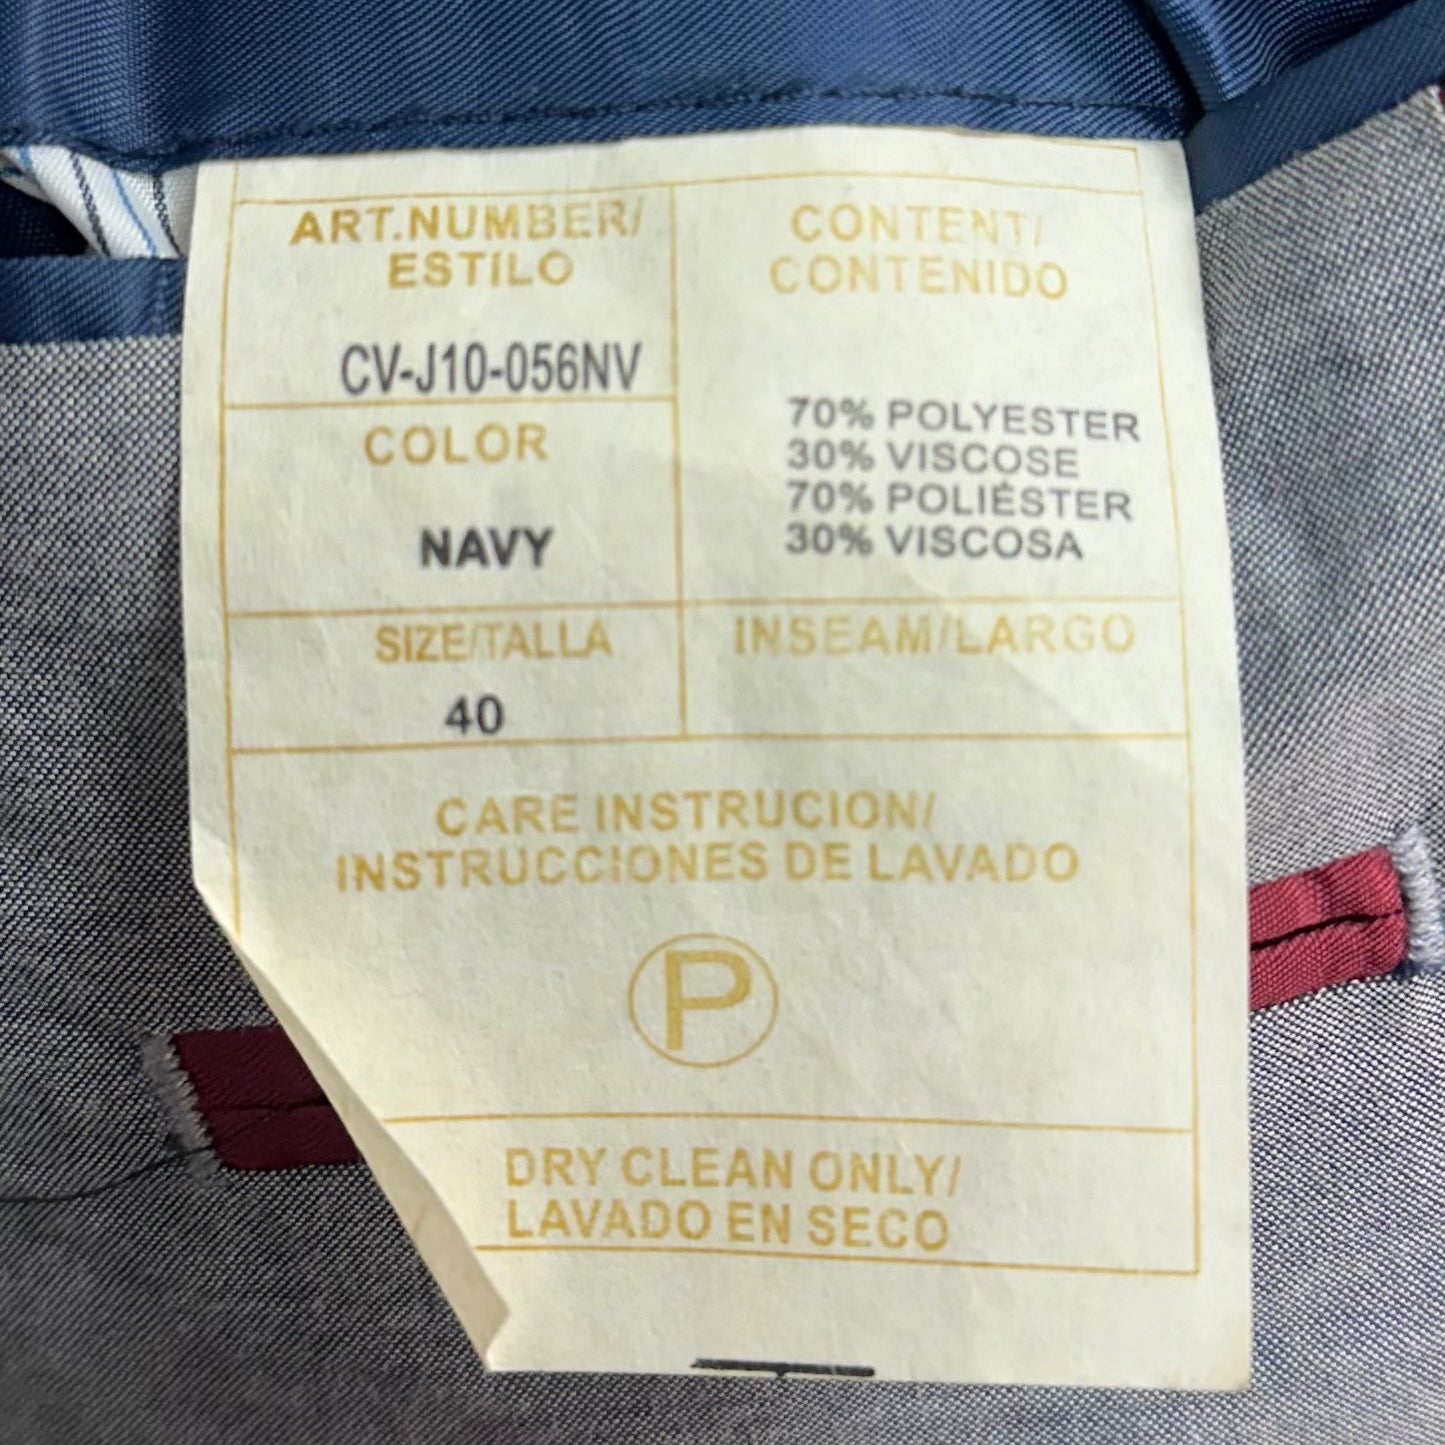 ART.NUMBER/
ESTILO
CV-J10-056NV
COLOR
NAVY
SIZE/TALLA
40
CONTENT/
CONTENIDO
70% POLYESTER
30% VISCOSE
70% POLIÉSTER
30% VISCOSA
INSEAM/LARGO
CARE INSTRUCION/
INSTRUCCIONES DE LAVADO
P
DRY CLEAN ONLY/
LAVADO EN SECO